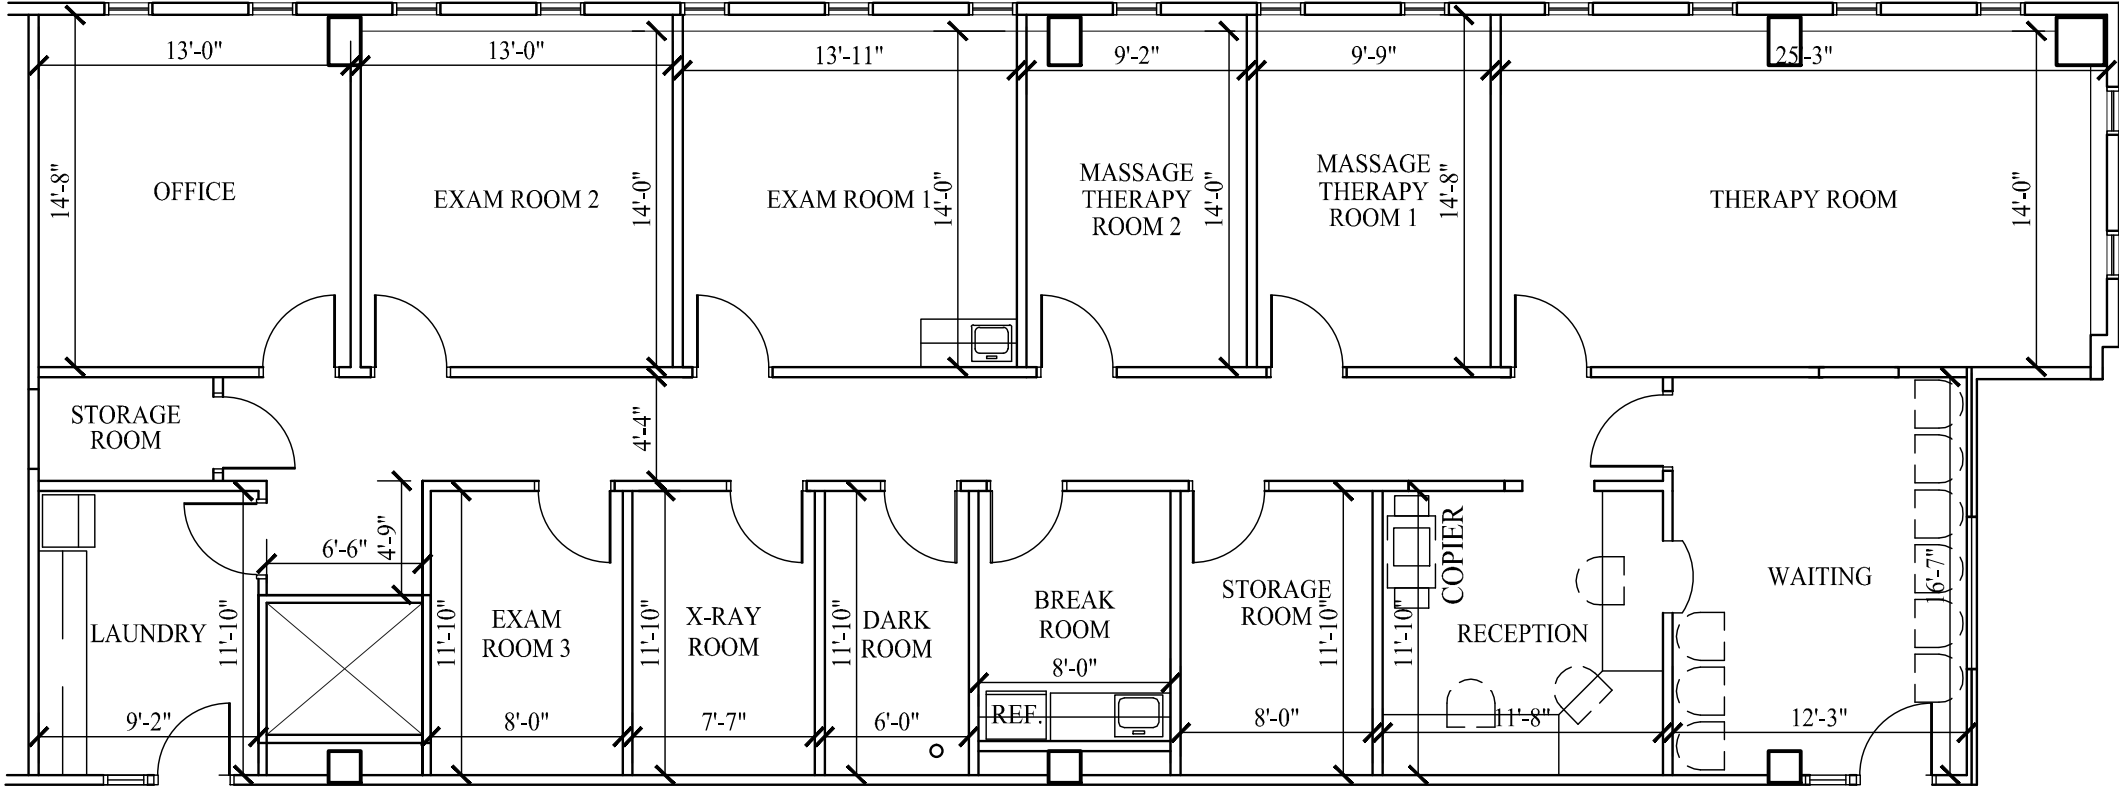 13'-0"
13'-0"
13'-11"
9'-2"
9'-9"
25'-3"
14'-8"
OFFICE
EXAM ROOM 2
14'-0"
EXAM ROOM 1
14'-0"
MASSAGE
THERAPY
ROOM 2
14'-0"
MASSAGE
THERAPY
ROOM 1
14'-8"
THERAPY ROOM
14'-0"
STORAGE
ROOM
4'-4"
6'-6"
4'-9"
LAUNDRY
11'-10"
9'-2"
11'-10"
EXAM
ROOM 3
8'-0"
11'-10"
X-RAY
ROOM
7'-7"
11'-10"
DARK
ROOM
6'-0"
BREAK
ROOM
8'-0"
REF.
STORAGE
ROOM
11'-10"
8'-0"
11'-10"
COPIER
RECEPTION
11'-8"
WAITING
16'-7"
12'-3"